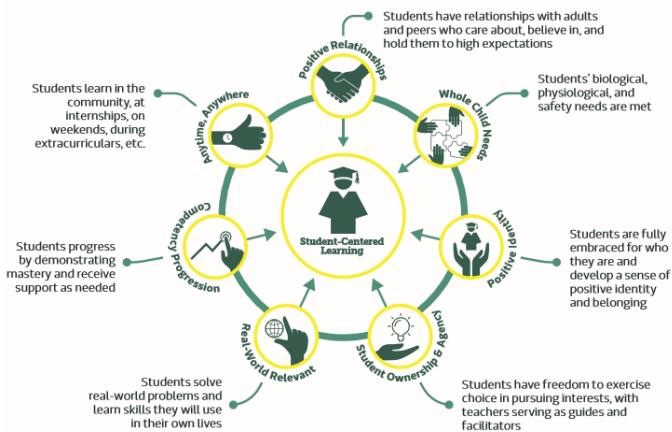 Positive Relationships
Students have relationships with adults
and peers who care about, believe in, and
hold them to high expectations
Whole Child Needs
Students' biological,
physiological, and
safety needs are met
Positive Identity
Students are fully
embraced for who
they are and
develop a sense of
positive identity
and belonging
Student Ownership & Agency
Students have freedom to exercise
choice in pursuing interests, with
teachers serving as guides and
facilitators
Real-World Relevant
Students solve
real-world problems and
learn skills they will use
in their own lives
Competency Progression
Students progress
by demonstrating
mastery and receive
support as needed
Anytime, Anywhere
Students learn in the
community, at
internships, on
weekends, during
extracurriculars, etc.
Student-Centered
Learning